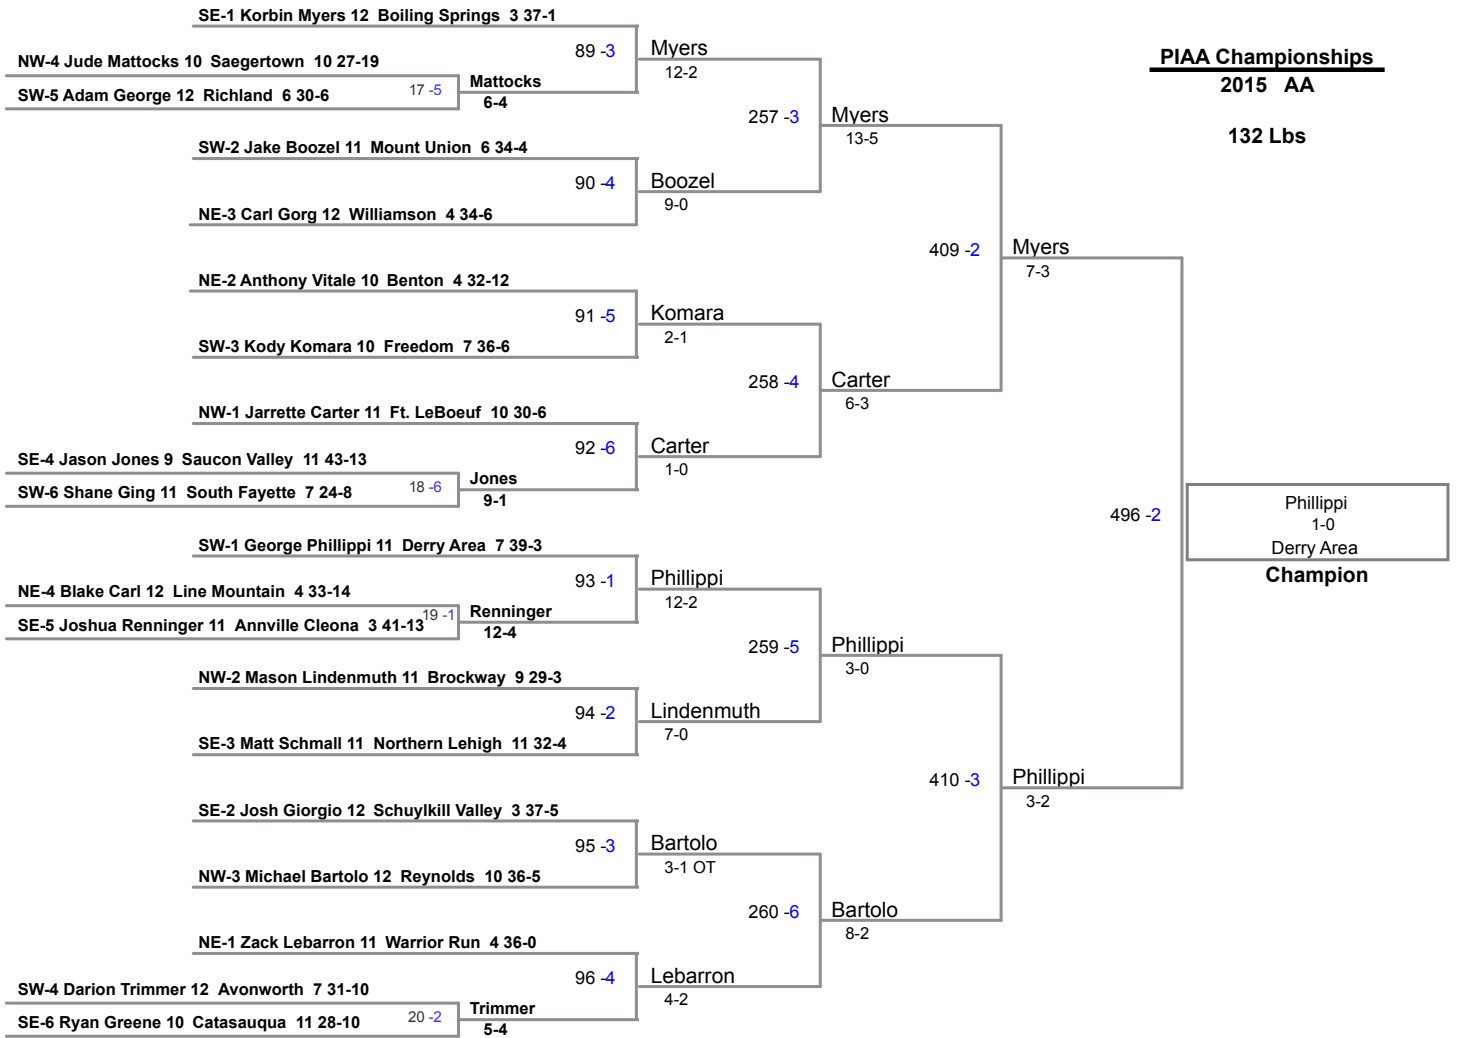 SE-1 Korbin Myers 12 Boiling Springs 3 37-1
89 -3
Myers
12-2
PIAA Championships
2015 AA
132 Lbs
NW-4 Jude Mattocks 10 Saegertown 10 27-19
17 -5
Mattocks
6-4
SW-5 Adam George 12 Richland 6 30-6
257 -3
Myers
13-5
SW-2 Jake Boozel 11 Mount Union 6 34-4
90 -4
Boozel
9-0
NE-3 Carl Gorg 12 Williamson 4 34-6
409 -2
Myers
7-3
NE-2 Anthony Vitale 10 Benton 4 32-12
91 -5
Komara
2-1
SW-3 Kody Komara 10 Freedom 7 36-6
258 -4
Carter
6-3
NW-1 Jarrette Carter 11 Ft. LeBoeuf 10 30-6
92 -6
Carter
1-0
SE-4 Jason Jones 9 Saucon Valley 11 43-13
18 -6
Jones
9-1
SW-6 Shane Ging 11 South Fayette 7 24-8
496 -2
Phillippi
1-0
Derry Area
Champion
SW-1 George Phillippi 11 Derry Area 7 39-3
93 -1
Phillippi
12-2
NE-4 Blake Carl 12 Line Mountain 4 33-14
19 -1
Renninger
12-4
SE-5 Joshua Renninger 11 Annville Cleona 3 41-13
259 -5
Phillippi
3-0
NW-2 Mason Lindenmuth 11 Brockway 9 29-3
94 -2
Lindenmuth
7-0
SE-3 Matt Schmall 11 Northern Lehigh 11 32-4
410 -3
Phillippi
3-2
SE-2 Josh Giorgio 12 Schuylkill Valley 3 37-5
95 -3
Bartolo
3-1 OT
NW-3 Michael Bartolo 12 Reynolds 10 36-5
260 -6
Bartolo
8-2
NE-1 Zack Lebarron 11 Warrior Run 4 36-0
96 -4
Lebarron
4-2
SW-4 Darion Trimmer 12 Avonworth 7 31-10
20 -2
Trimmer
5-4
SE-6 Ryan Greene 10 Catasauqua 11 28-10